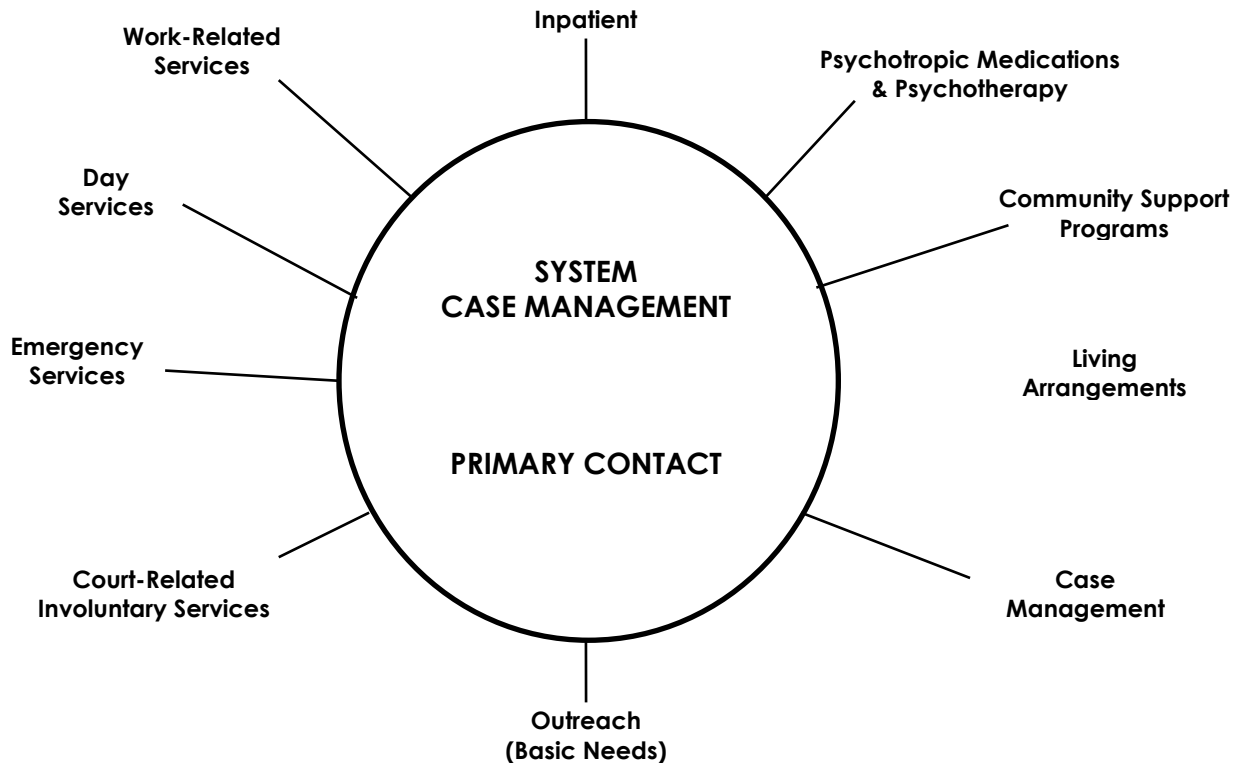 Inpatient
Work-Related
Services
Psychotropic Medications
& Psychotherapy
Day
Services
Community Support
Programs
SYSTEM
CASE MANAGEMENT
Emergency
Services
Living
Arrangements
PRIMARY CONTACT
Court-Related
Involuntary Services
Case
Management
Outreach
(Basic Needs)